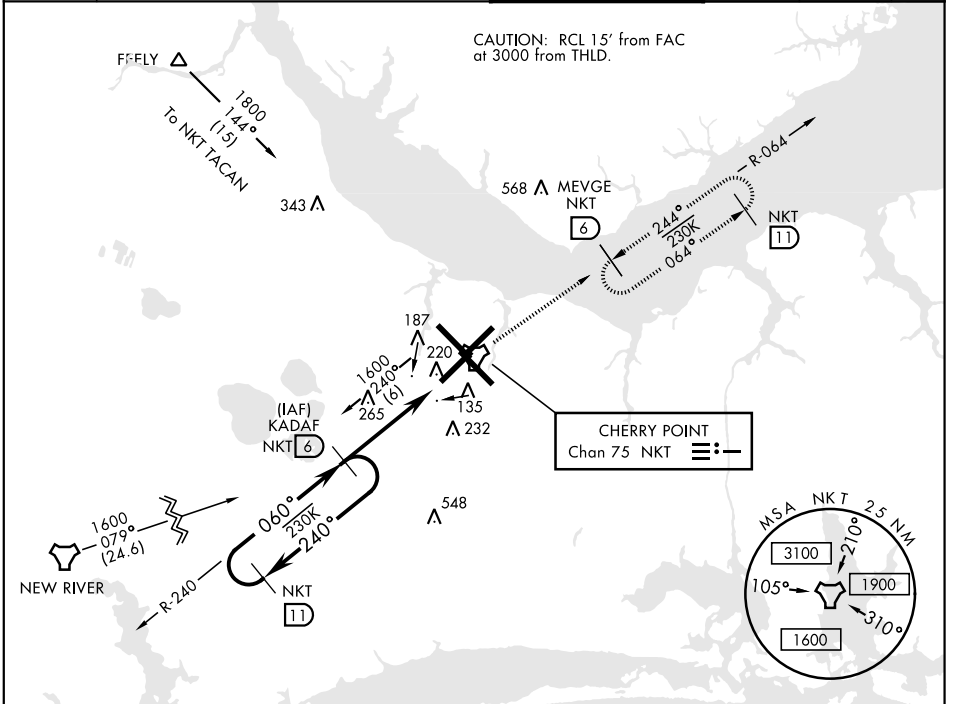 CAUTION: RCL 15' from FAC
at 3000 from THLD.
FEELY
1800
144°
(15)
To NKT TACAN
343
568
MEVGE
NKT
6
R-064
244°
230K
064°
NKT
11
187
220
1600
240°
(6)
265
135
232
(IAF)
KADAF
NKT 6
CHERRY POINT
Chan 75 NKT
548
060°
230K
240°
1600
079°
(24.6)
NEW RIVER
R-240
NKT
11
MSA NKT 25 NM
3100
210°
105°
1900
310°
1600